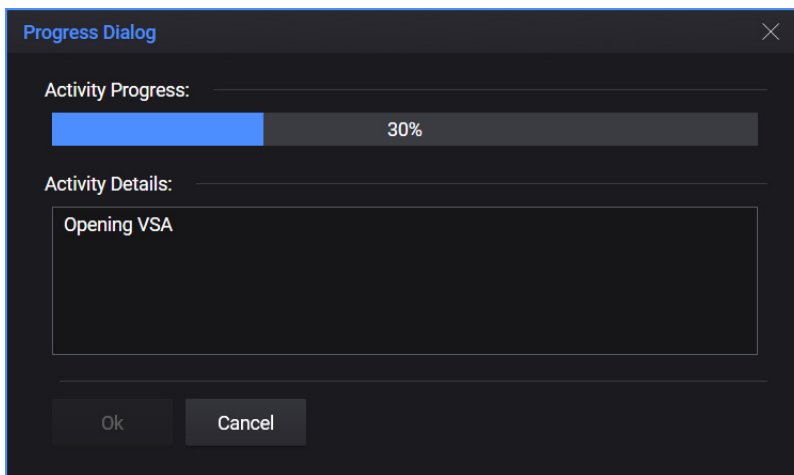 Progress Dialog
Activity Progress:
30%
Activity Details:
Opening VSA
Ok Cancel